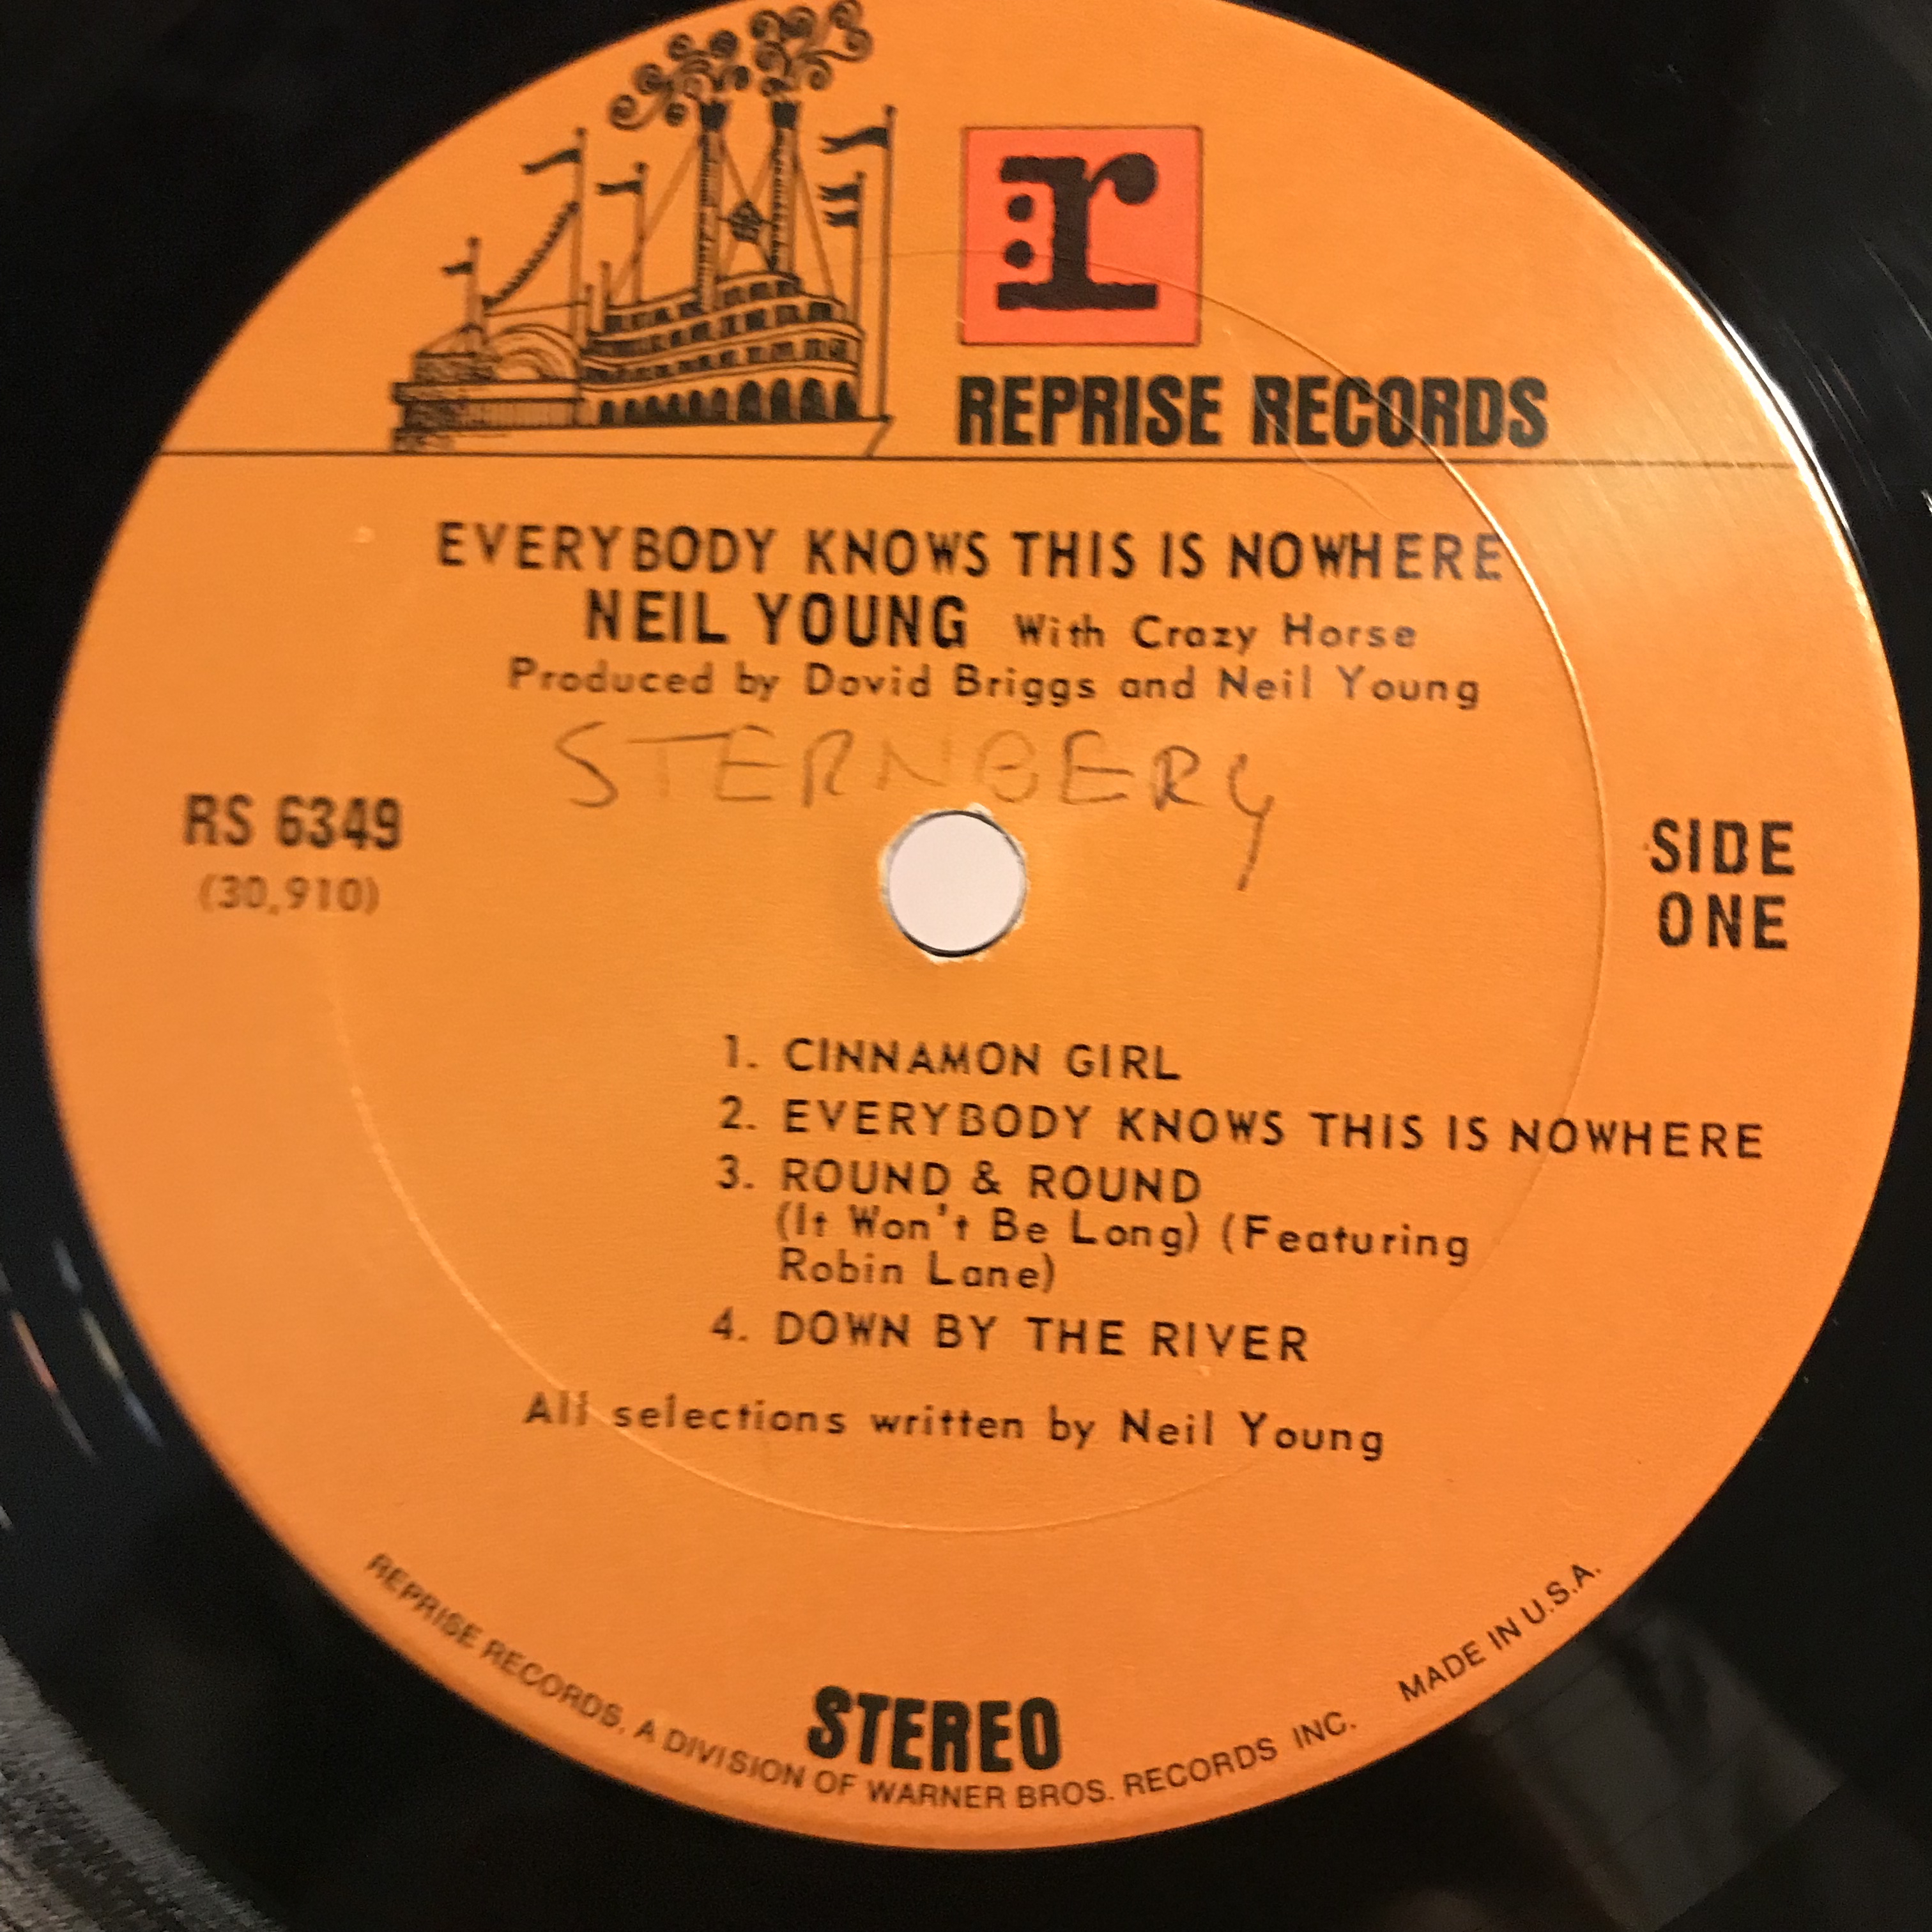 r
REPRISE RECORDS
EVERYBODY KNOWS THIS IS NOWHERE
NEIL YOUNG With Crazy Horse
Produced by David Briggs and Neil Young
STERNBERG
RS 6349
(30,910)
SIDE
ONE
1. CINNAMON GIRL
2. EVERYBODY KNOWS THIS IS NOWHERE
3. ROUND & ROUND
(It Won't Be Long) (Featuring
Robin Lane)
4. DOWN BY THE RIVER
All selections written by Neil Young
STEREO
REPRISE RECORDS, A DIVISION OF WARNER BROS. RECORDS INC. MADE IN U.S.A.